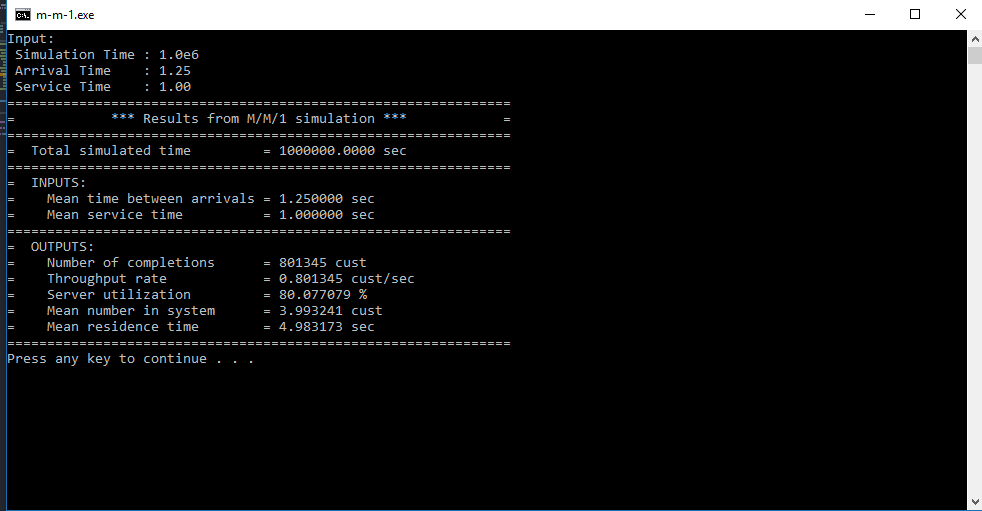 m-m-1.exe
Input:
 Simulation Time : 1.0e6
 Arrival Time    : 1.25
 Service Time    : 1.00
===============================================================
=            *** Results from M/M/1 simulation ***            =
===============================================================
=  Total simulated time         = 1000000.0000 sec
===============================================================
=  INPUTS:
=    Mean time between arrivals = 1.250000 sec
=    Mean service time          = 1.000000 sec
===============================================================
=  OUTPUTS:
=    Number of completions      = 801345 cust
=    Throughput rate            = 0.801345 cust/sec
=    Server utilization         = 80.077079 %
=    Mean number in system      = 3.993241 cust
=    Mean residence time        = 4.983173 sec
===============================================================
Press any key to continue . . .